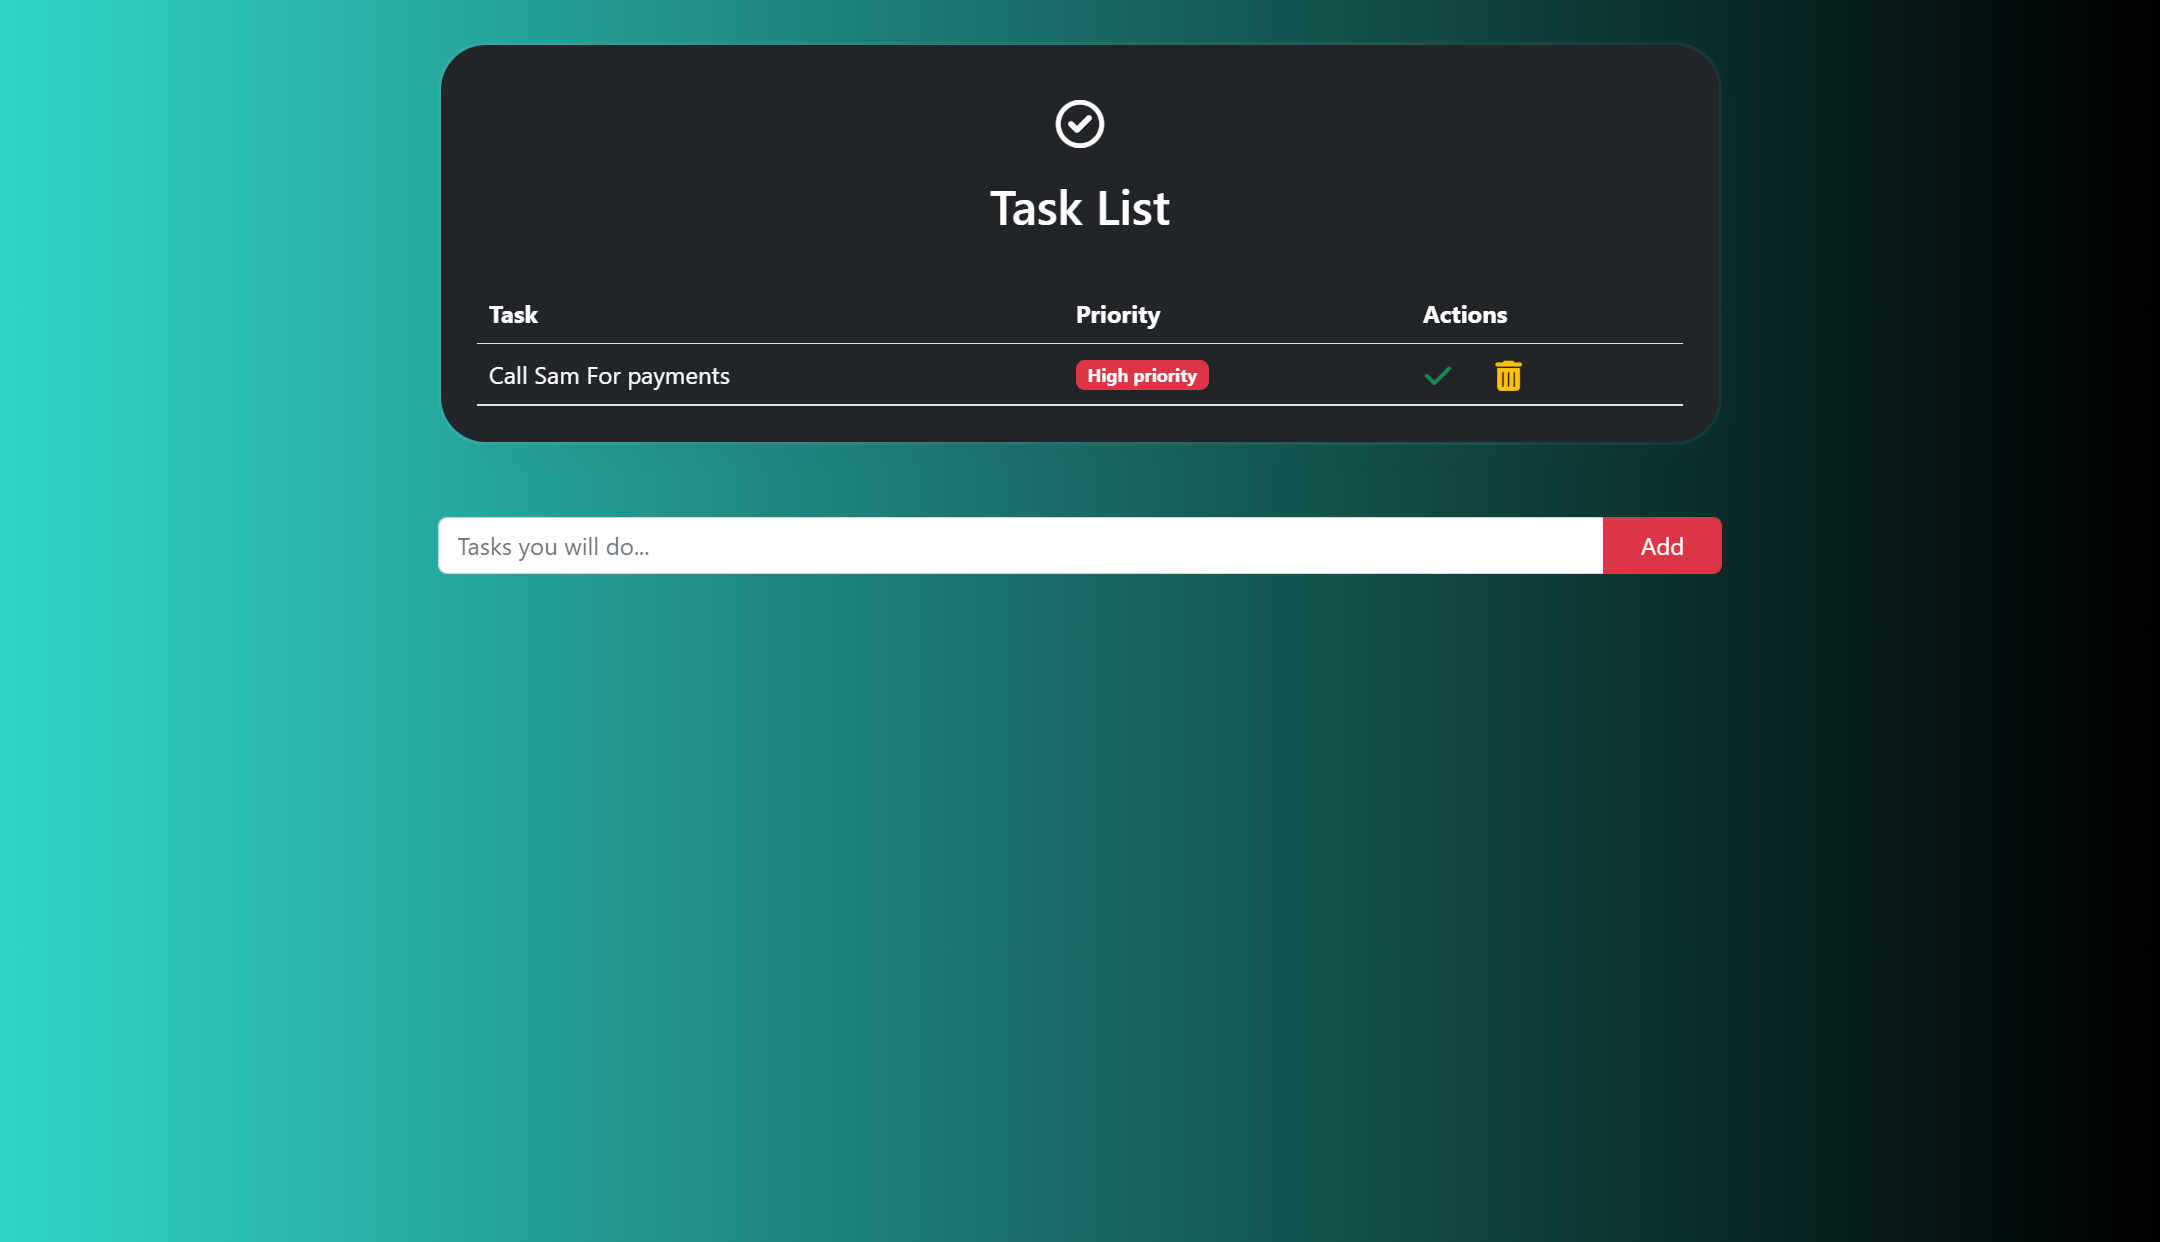 Task List
Task Priority Actions
Call Sam For payments High priority
Tasks you will do... Add